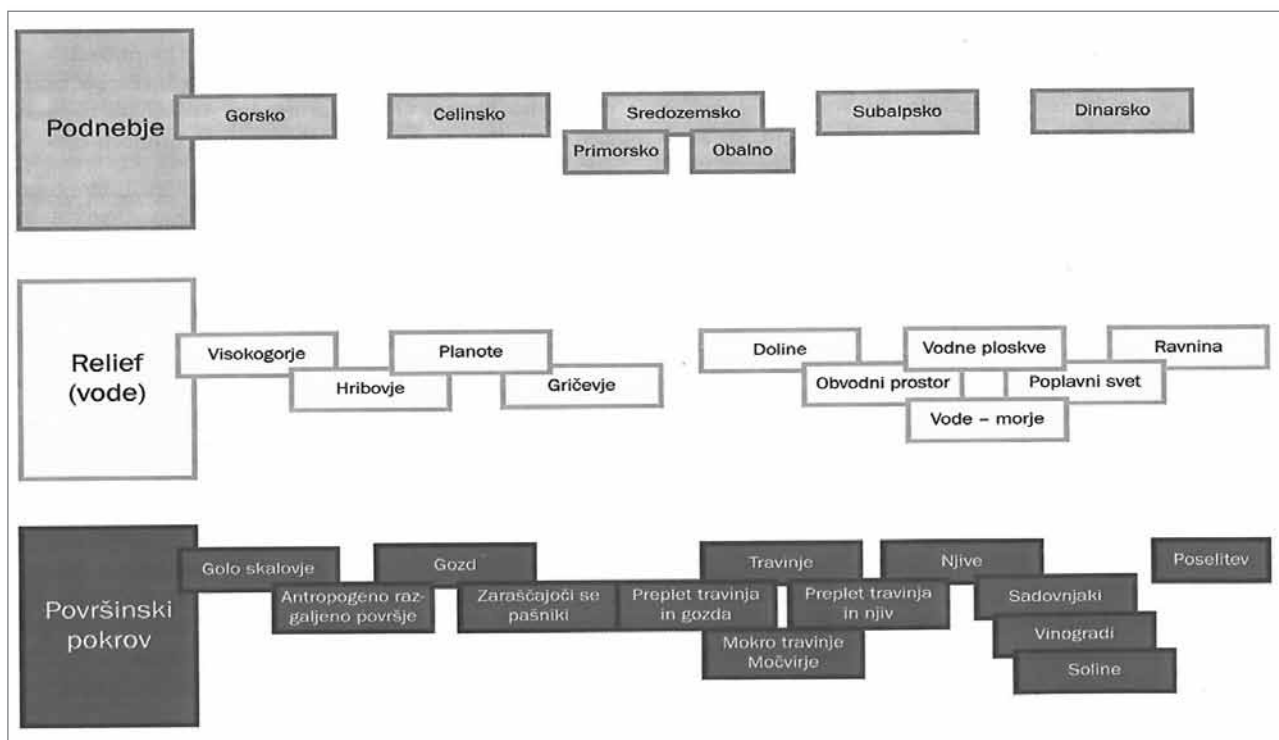 Podnebje
Gorsko
Celinsko
Sredozemsko
Subalpsko
Dinarsko
Primorsko
Obalno
Relief
(vode)
Visokogorje
Planote
Doline
Vodne ploskve
Ravnina
Hribovje
Gričevje
Obvodni prostor
Poplavni svet
Vode – morje
Površinski
pokrov
Golo skalovje
Gozd
Travinje
Njive
Poselitev
Antropogeno raz-
galjeno površje
Zaraščajoči se
pašniki
Preplet travinja
in gozda
Preplet travinja
in njiv
Sadovnjaki
Mokro travinje
Močvirje
Vinogradi
Soline